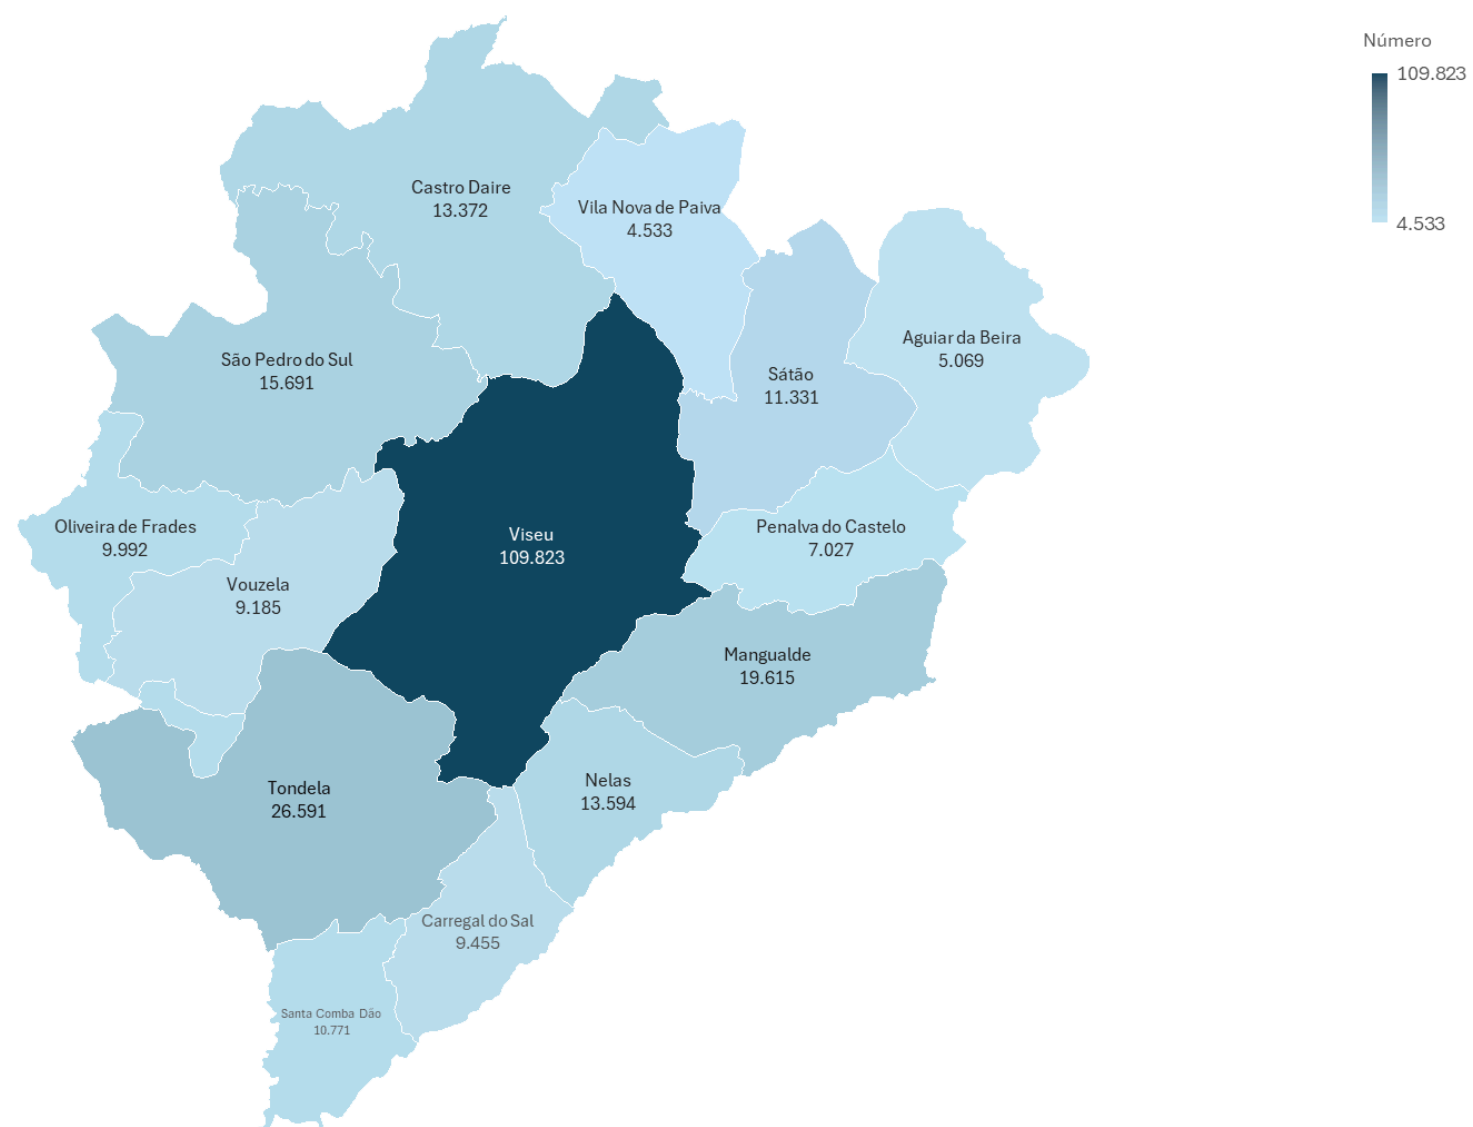 Número
109.823
4.533
Castro Daire
13.372
Vila Nova de Paiva
4.533
Aguiar da Beira
5.069
São Pedro do Sul
15.691
Sátão
11.331
Oliveira de Frades
9.992
Viseu
109.823
Penalva do Castelo
7.027
Vouzela
9.185
Mangualde
19.615
Tondela
26.591
Nelas
13.594
Carregal do Sal
9.455
Santa Comba Dão
10.771